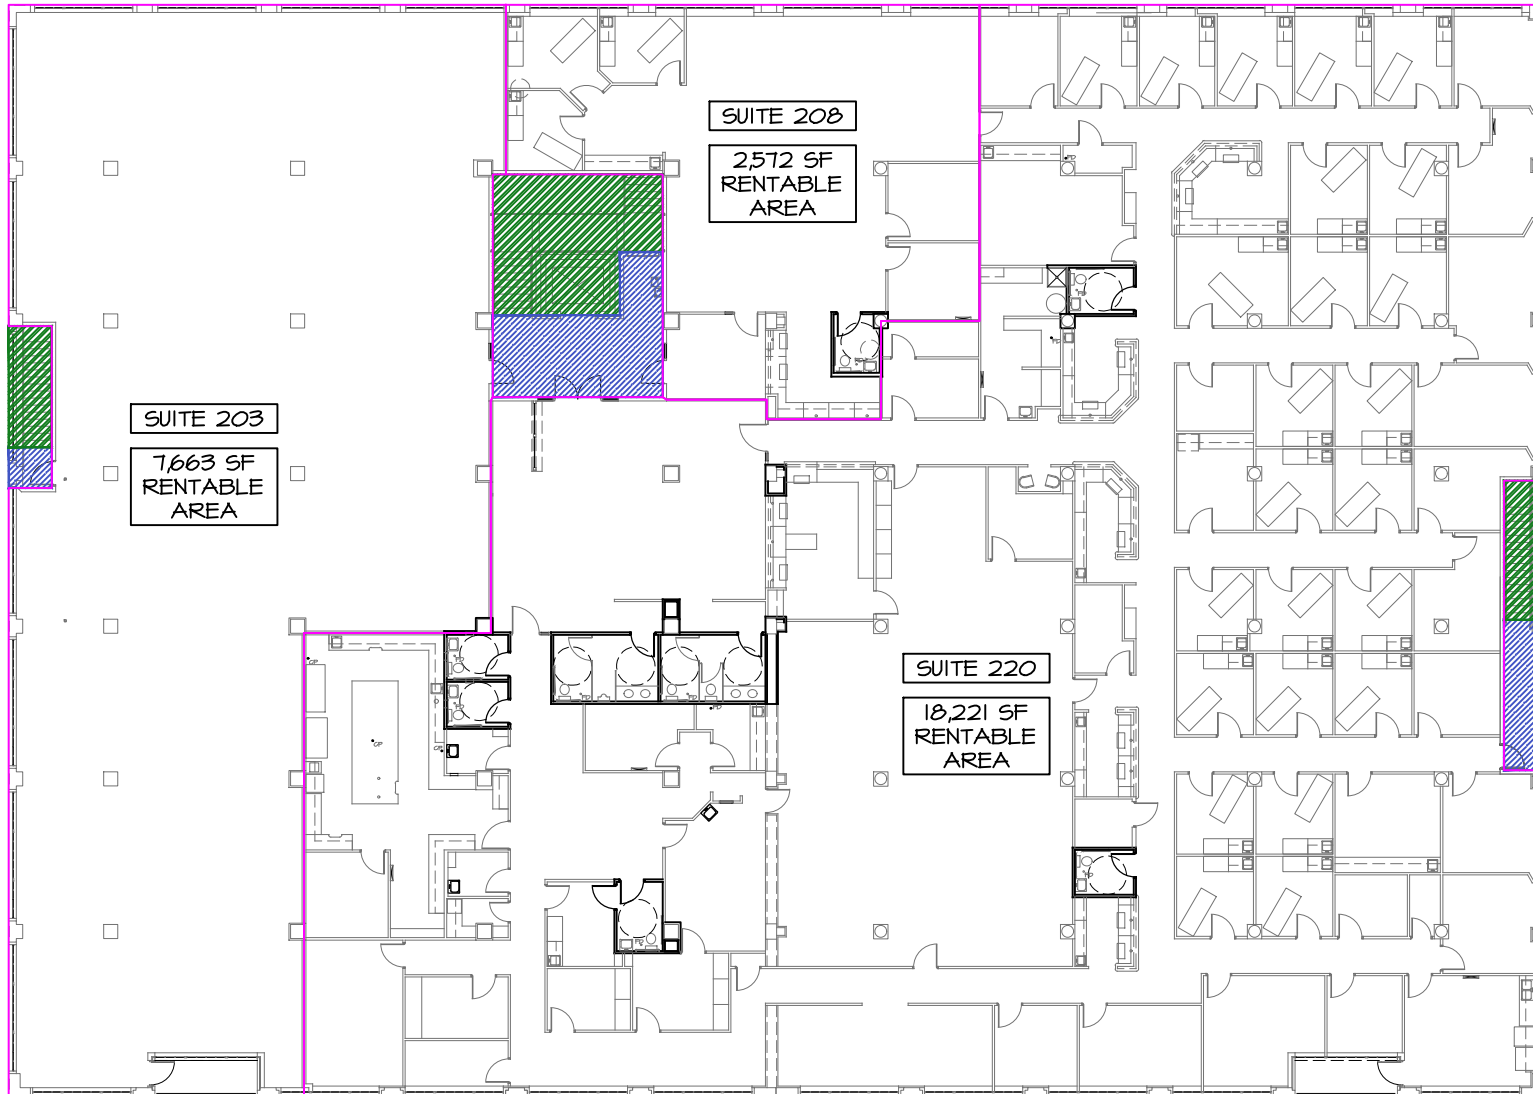 SUITE 208
2,572 SF
RENTABLE
AREA
SUITE 203
7,663 SF
RENTABLE
AREA
SUITE 220
18,221 SF
RENTABLE
AREA